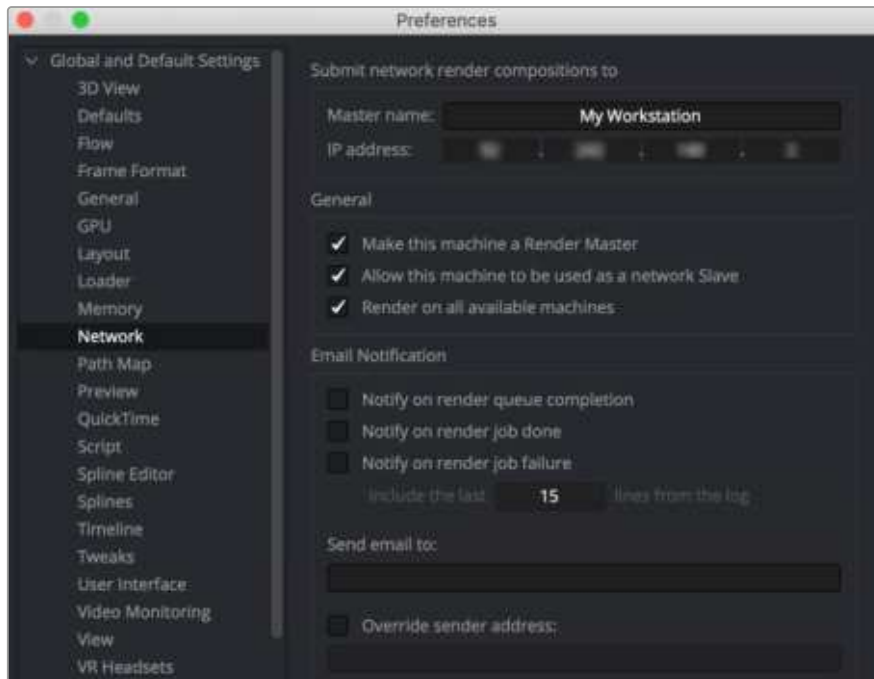 Preferences
Global and Default Settings
3D View
Defaults
Flow
Frame Format
General
GPU
Layout
Loader
Memory
Network
Path Map
Preview
QuickTime
Script
Spline Editor
Splines
Timeline
Tweaks
User Interface
Video Monitoring
View
VR Headsets
Submit network render compositions to
Master name: My Workstation
IP address:
General
Make this machine a Render Master
Allow this machine to be used as a network Slave
Render on all available machines
Email Notification
Notify on render queue completion
Notify on render job done
Notify on render job failure
Include the last 15 lines from the log
Send email to:
Override sender address: